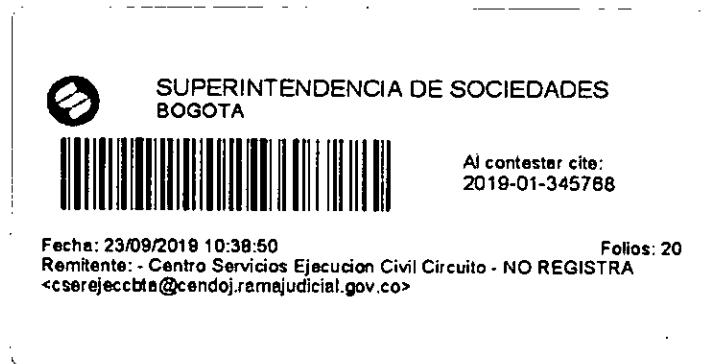 SUPERINTENDENCIA DE SOCIEDADES
BOGOTA
Al contester cite:
2019-01-345768
Fecha: 23/09/2019 10:38:50
Folios: 20
Remitente: - Centro Servicios Ejecucion Civil Circuito - NO REGISTRA
<cserejeccbta@cendoj.ramajudicial.gov.co>